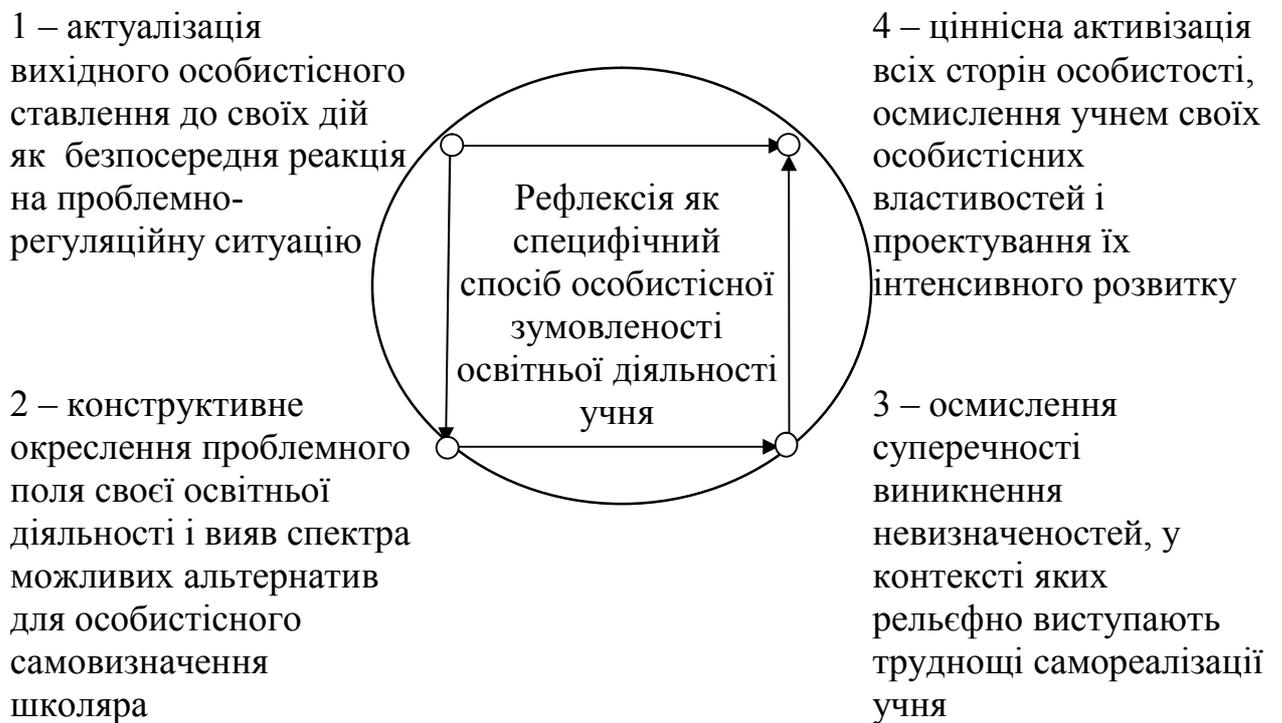 1 – актуалізація
вихідного особистісного
ставлення до своїх дій
як безпосередня реакція
на проблемно-
регуляційну ситуацію
4 – ціннісна активізація
всіх сторін особистості,
осмислення учнем своїх
особистісних
властивостей і
проектування їх
інтенсивного розвитку
Рефлексія як
специфічний
спосіб особистісної
зумовленості
освітньої діяльності
учня
2 – конструктивне
окреслення проблемного
поля своєї освітньої
діяльності і вияв спектра
можливих альтернатив
для особистісного
самовизначення
школяра
3 – осмислення
суперечності
виникнення
невизначеностей, у
контексті яких
рельєфно виступають
труднощі самореалізації
учня